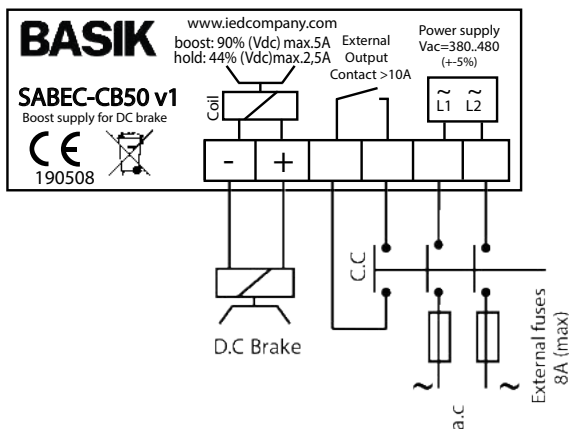 BASIK
www.iedcompany.com
boost: 90% (Vdc) max.5A
hold: 44% (Vdc)max.2,5A
External
Output
Contact >10A
Power supply
Vac=380..480
(+-5%)
SABEC-CB50 v1
Boost supply for DC brake
CE
190508
Coil
~ ~
L1 L2
- +
C.C
D.C Brake
~ ~
a.c
External fuses
8A (max)